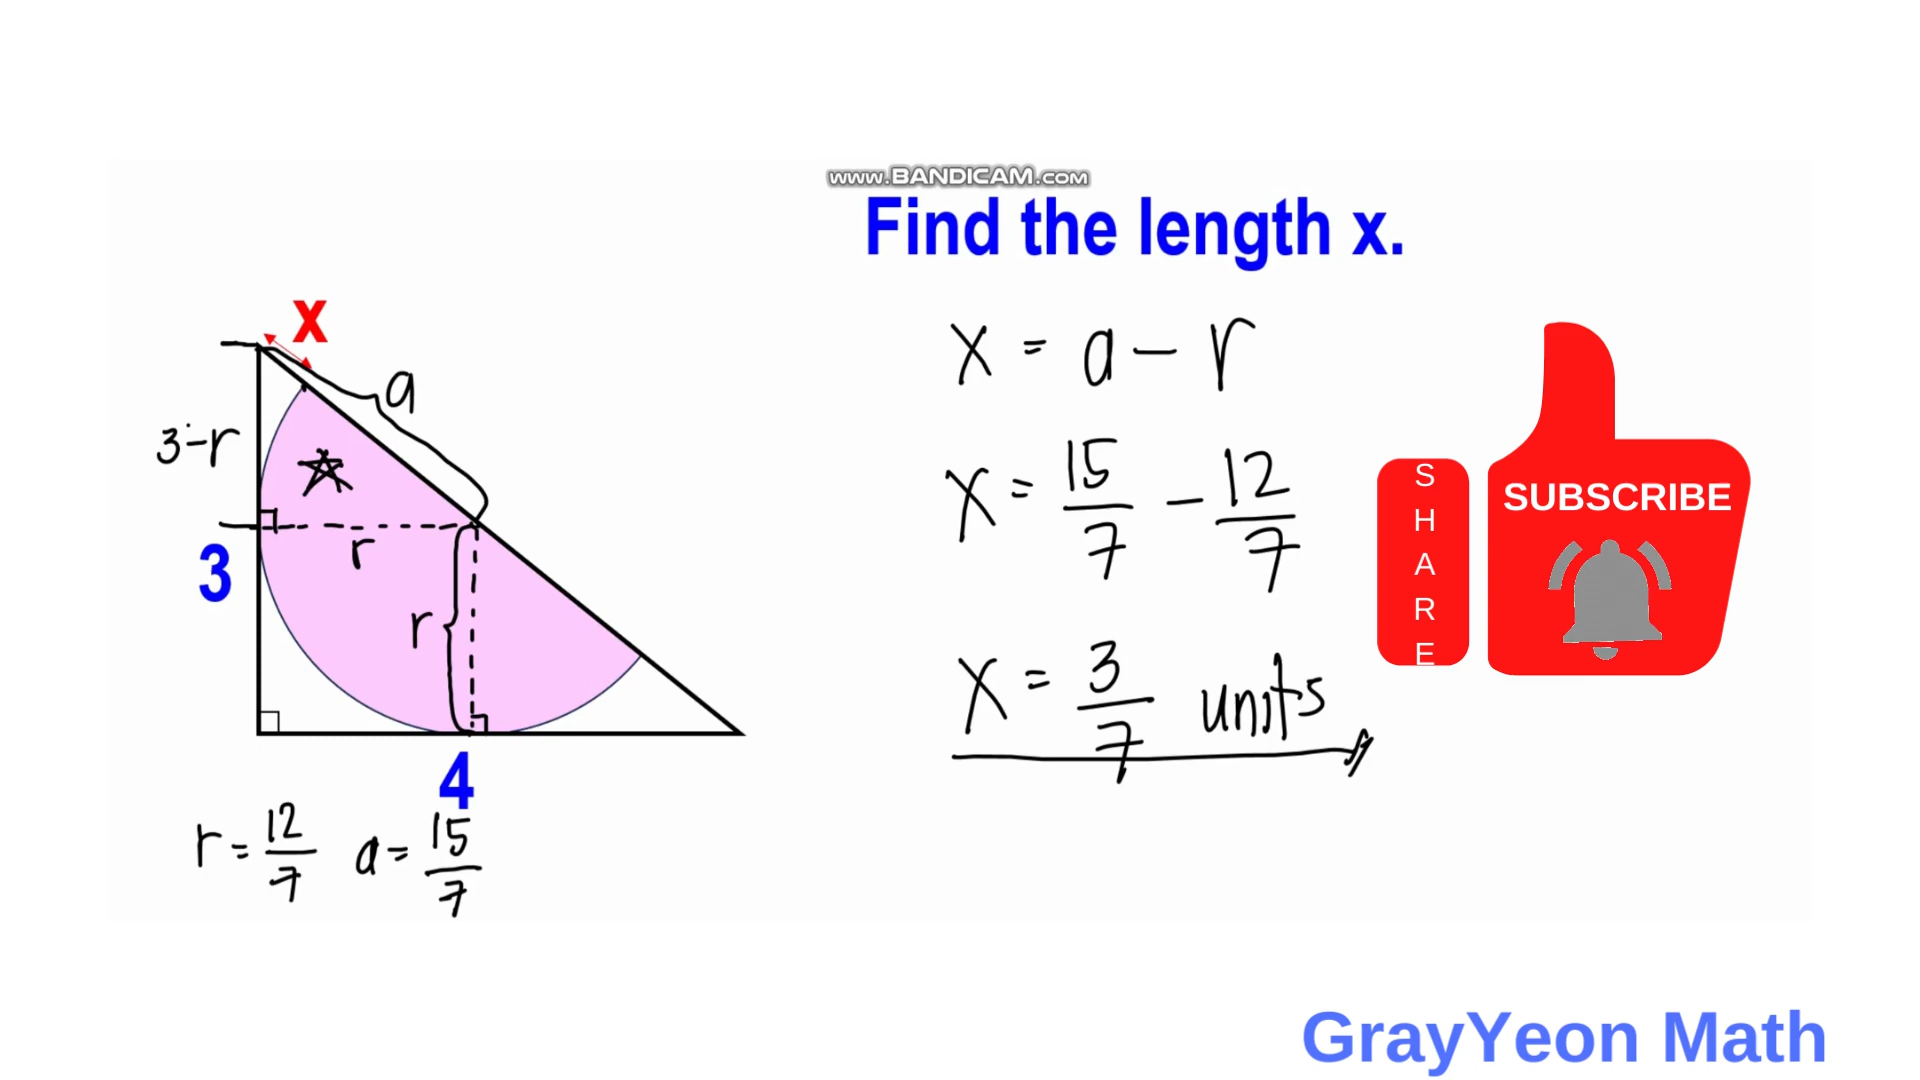 www.BANDICAM.com
Find the length x.
x
a
3-r
r
3
r
4
r = 12/7 a = 15/7
x = a - r
x = 15/7 - 12/7
x = 3/7 units
SHARE
SUBSCRIBE
GrayYeon Math